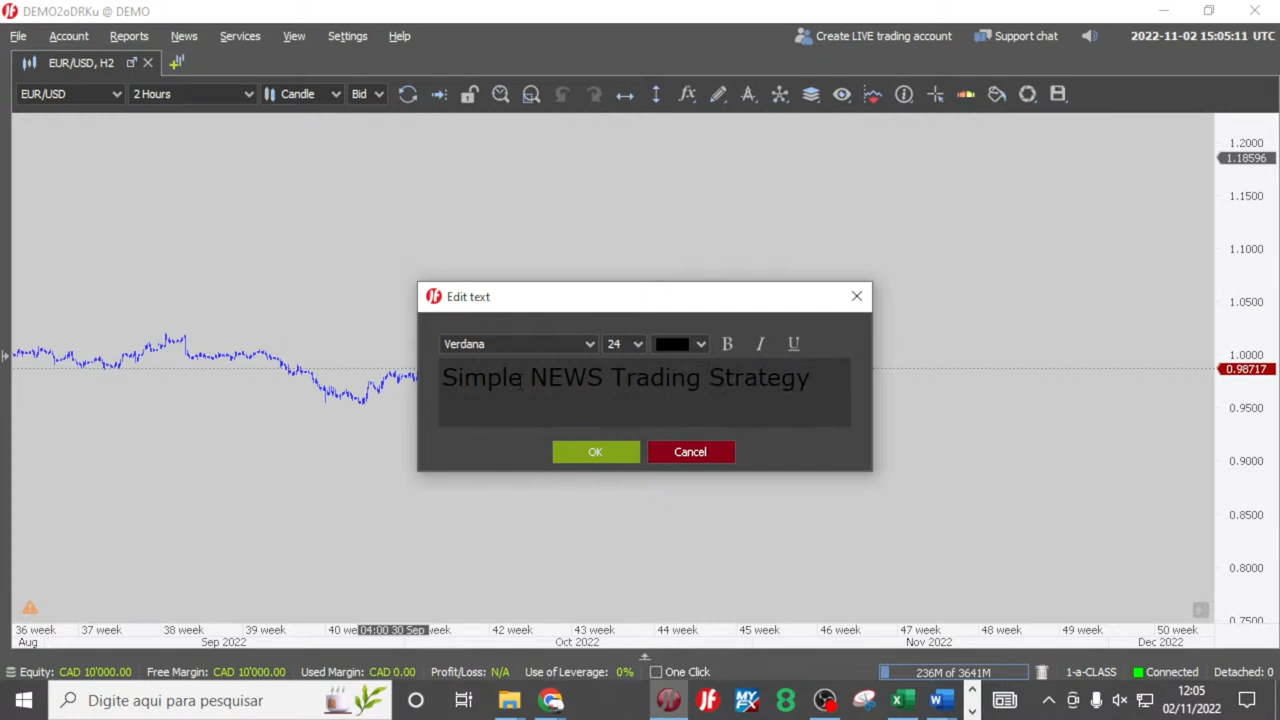 DEMO2oDRKu @ DEMO
File Account Reports News Services View Settings Help Create LIVE trading account Support chat 2022-11-02 15:05:11 UTC
EUR/USD, H2
EUR/USD 2 Hours Candle Bid
1.2000
1.18596
1.1500
1.1000
1.0500
1.0000
0.98717
0.9500
0.9000
0.8500
0.8000
0.7500
Edit text
Verdana 24 B I U
Simple NEWS Trading Strategy
OK Cancel
36 week 37 week 38 week 39 week 40 we 04:00 30 Sep week 42 week 43 week 44 week 45 week 46 week 47 week 48 week 49 week 50 week
Aug Sep 2022 Oct 2022 Nov 2022 Dec 2022
Equity: CAD 10'000.00 Free Margin: CAD 10'000.00 Used Margin: CAD 0.00 Profit/Loss: N/A Use of Leverage: 0% One Click 236M of 3641M 1-a-CLASS Connected Detached: 0
Digite aqui para pesquisar 12:05
02/11/2022